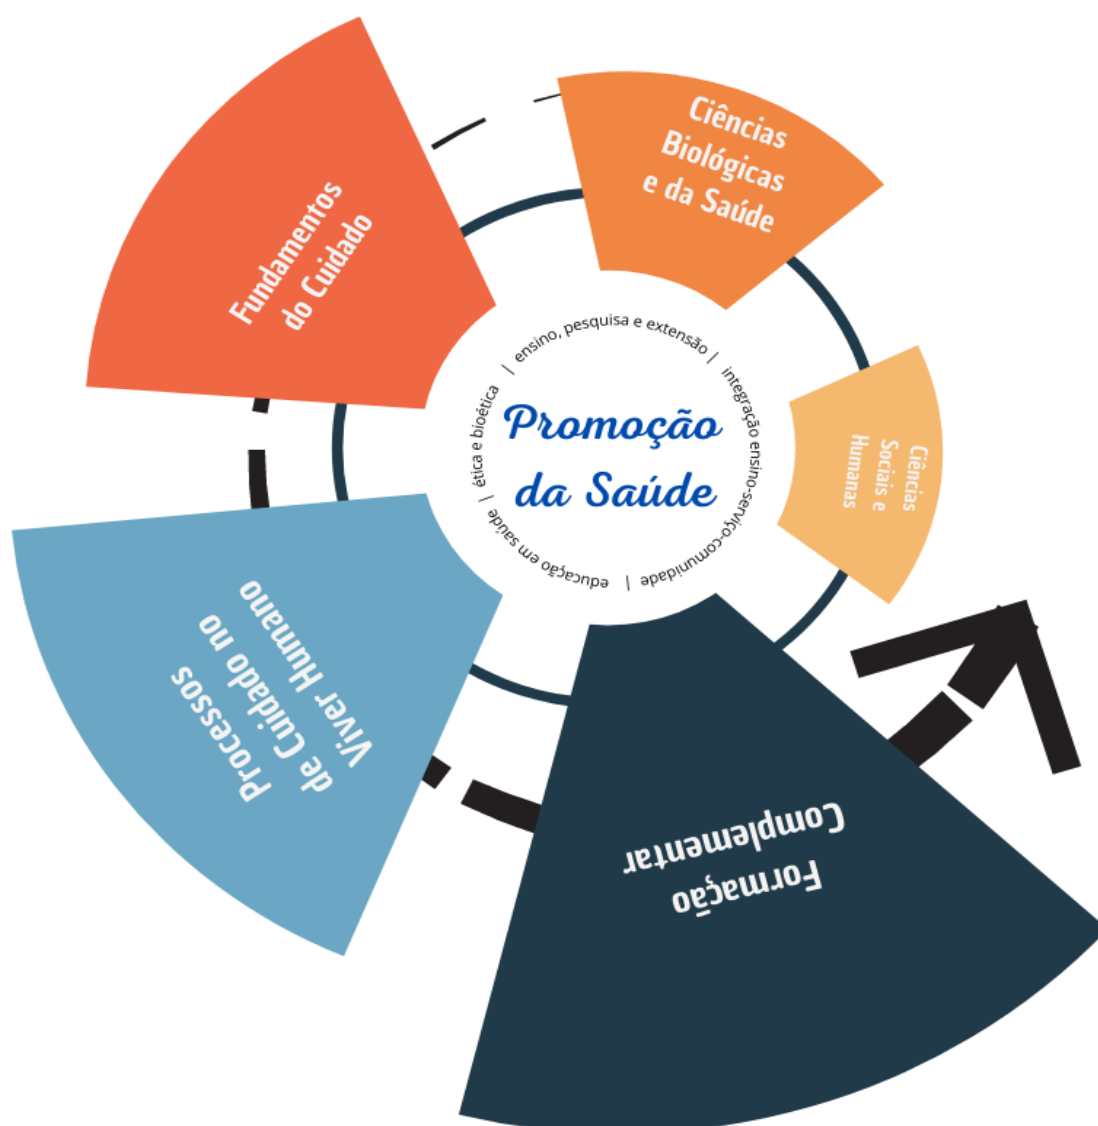 Ciências
Biológicas
e da Saúde
Ciências
Sociais e
Humanas
Formação
Complementar
Processos
de Cuidado no
Viver Humano
Fundamentos
do Cuidado
| ensino, pesquisa e extensão | integração ensino-serviço-comunidade | educação em saúde | ética e bioética
Promoção
da Saúde